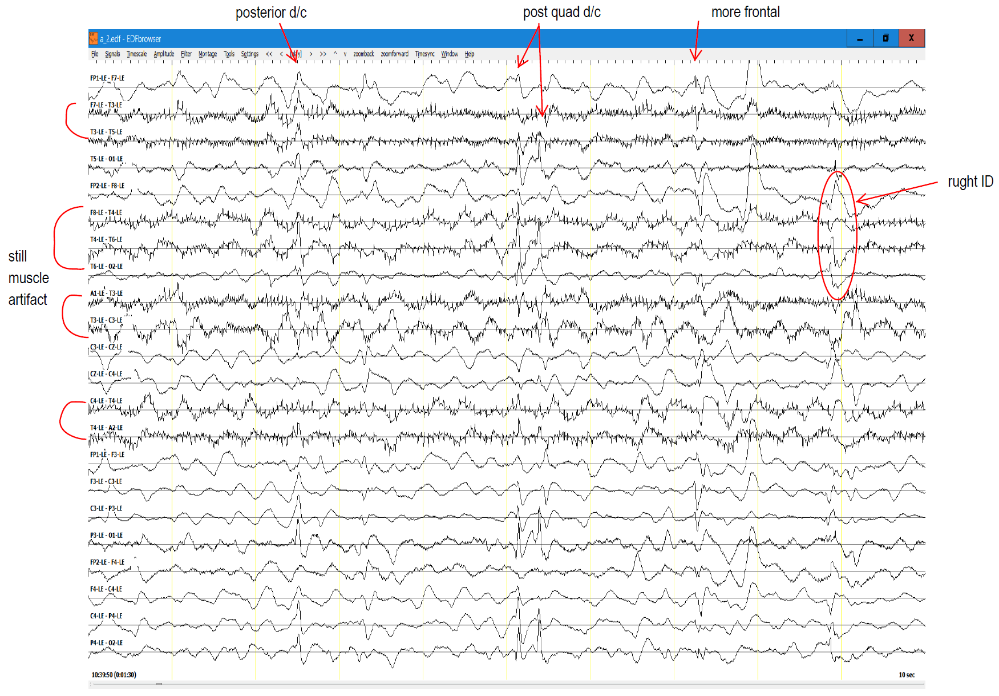 posterior d/c
post quad d/c
more frontal
a_2.edf - EDFbrowser
File Signals Timescale Amplitude Filter Montage Tools Settings << < > >> ^ v zoomback zoomforward Timesync Window Help
FP1-LE - F7-LE
F7-LE - T3-LE
T3-LE - T5-LE
T5-LE - O1-LE
FP2-LE - F8-LE
rught ID
F8-LE - T4-LE
T4-LE - T6-LE
still
muscle
artifact
T6-LE - O2-LE
A1-LE - T3-LE
T3-LE - C3-LE
C3-LE - CZ-LE
CZ-LE - C4-LE
C4-LE - T4-LE
T4-LE - A2-LE
FP1-LE - F3-LE
F3-LE - C3-LE
C3-LE - P3-LE
P3-LE - O1-LE
FP2-LE - F4-LE
F4-LE - C4-LE
C4-LE - P4-LE
P4-LE - O2-LE
10:39:50 (0:01:30)
10 sec